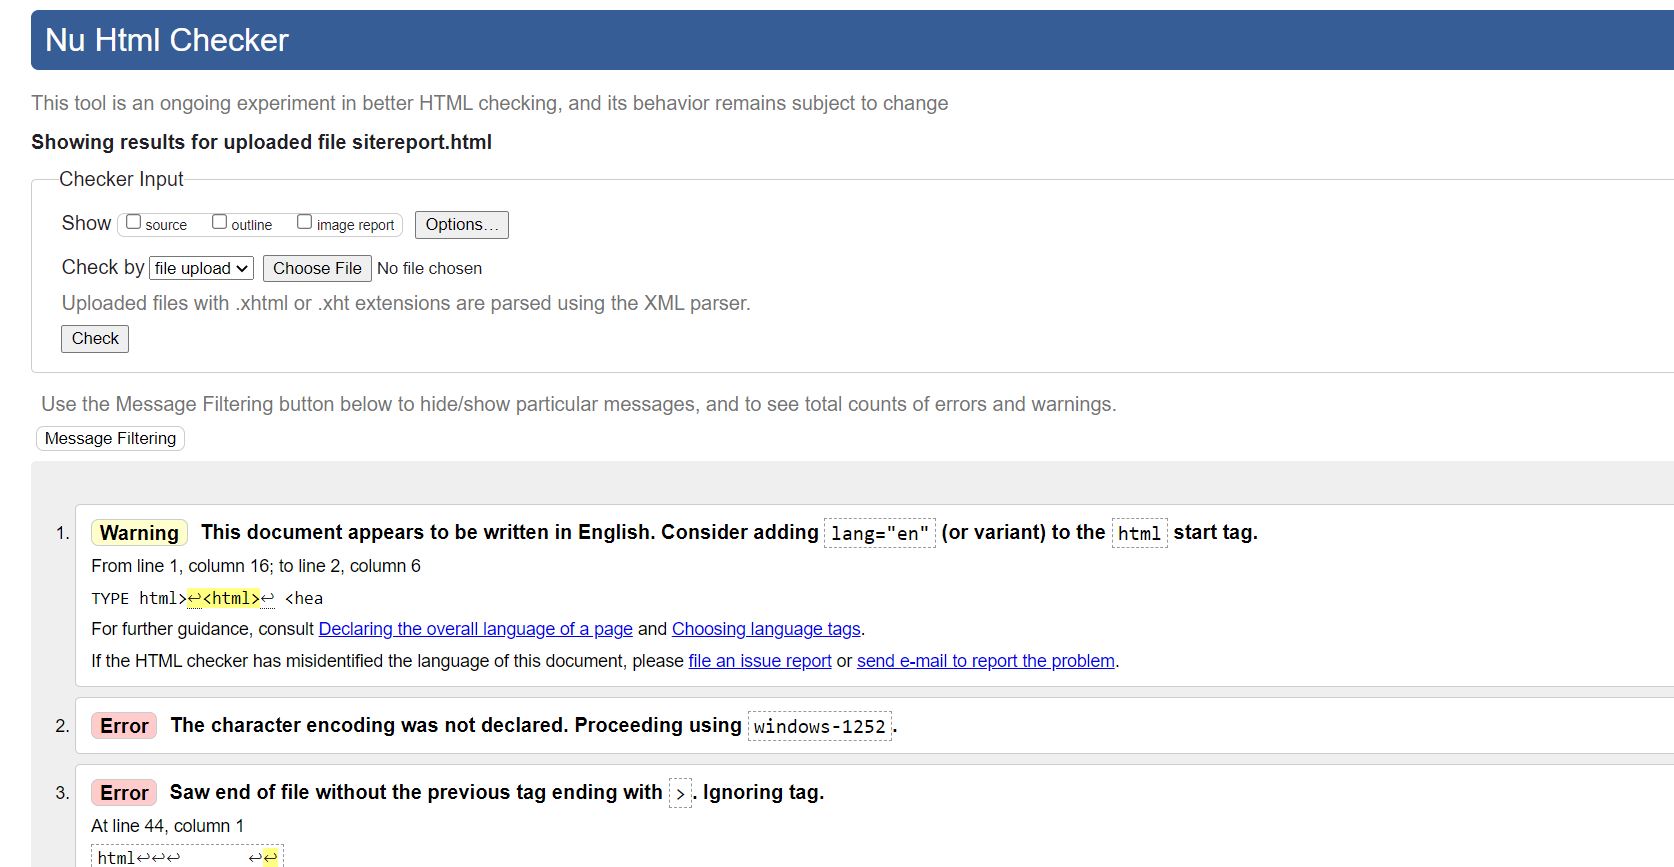 Nu Html Checker
This tool is an ongoing experiment in better HTML checking, and its behavior remains subject to change
Showing results for uploaded file sitereport.html
Checker Input
Show source outline image report Options…
Check by file upload Choose File No file chosen
Uploaded files with .xhtml or .xht extensions are parsed using the XML parser.
Check
Use the Message Filtering button below to hide/show particular messages, and to see total counts of errors and warnings.
Message Filtering
1. Warning This document appears to be written in English. Consider adding lang="en" (or variant) to the html start tag.
From line 1, column 16; to line 2, column 6
TYPE html>↩<html>↩ <hea
For further guidance, consult Declaring the overall language of a page and Choosing language tags.
If the HTML checker has misidentified the language of this document, please file an issue report or send e-mail to report the problem.
2. Error The character encoding was not declared. Proceeding using windows-1252.
3. Error Saw end of file without the previous tag ending with >. Ignoring tag.
At line 44, column 1
html↩↩↩ ↩↩